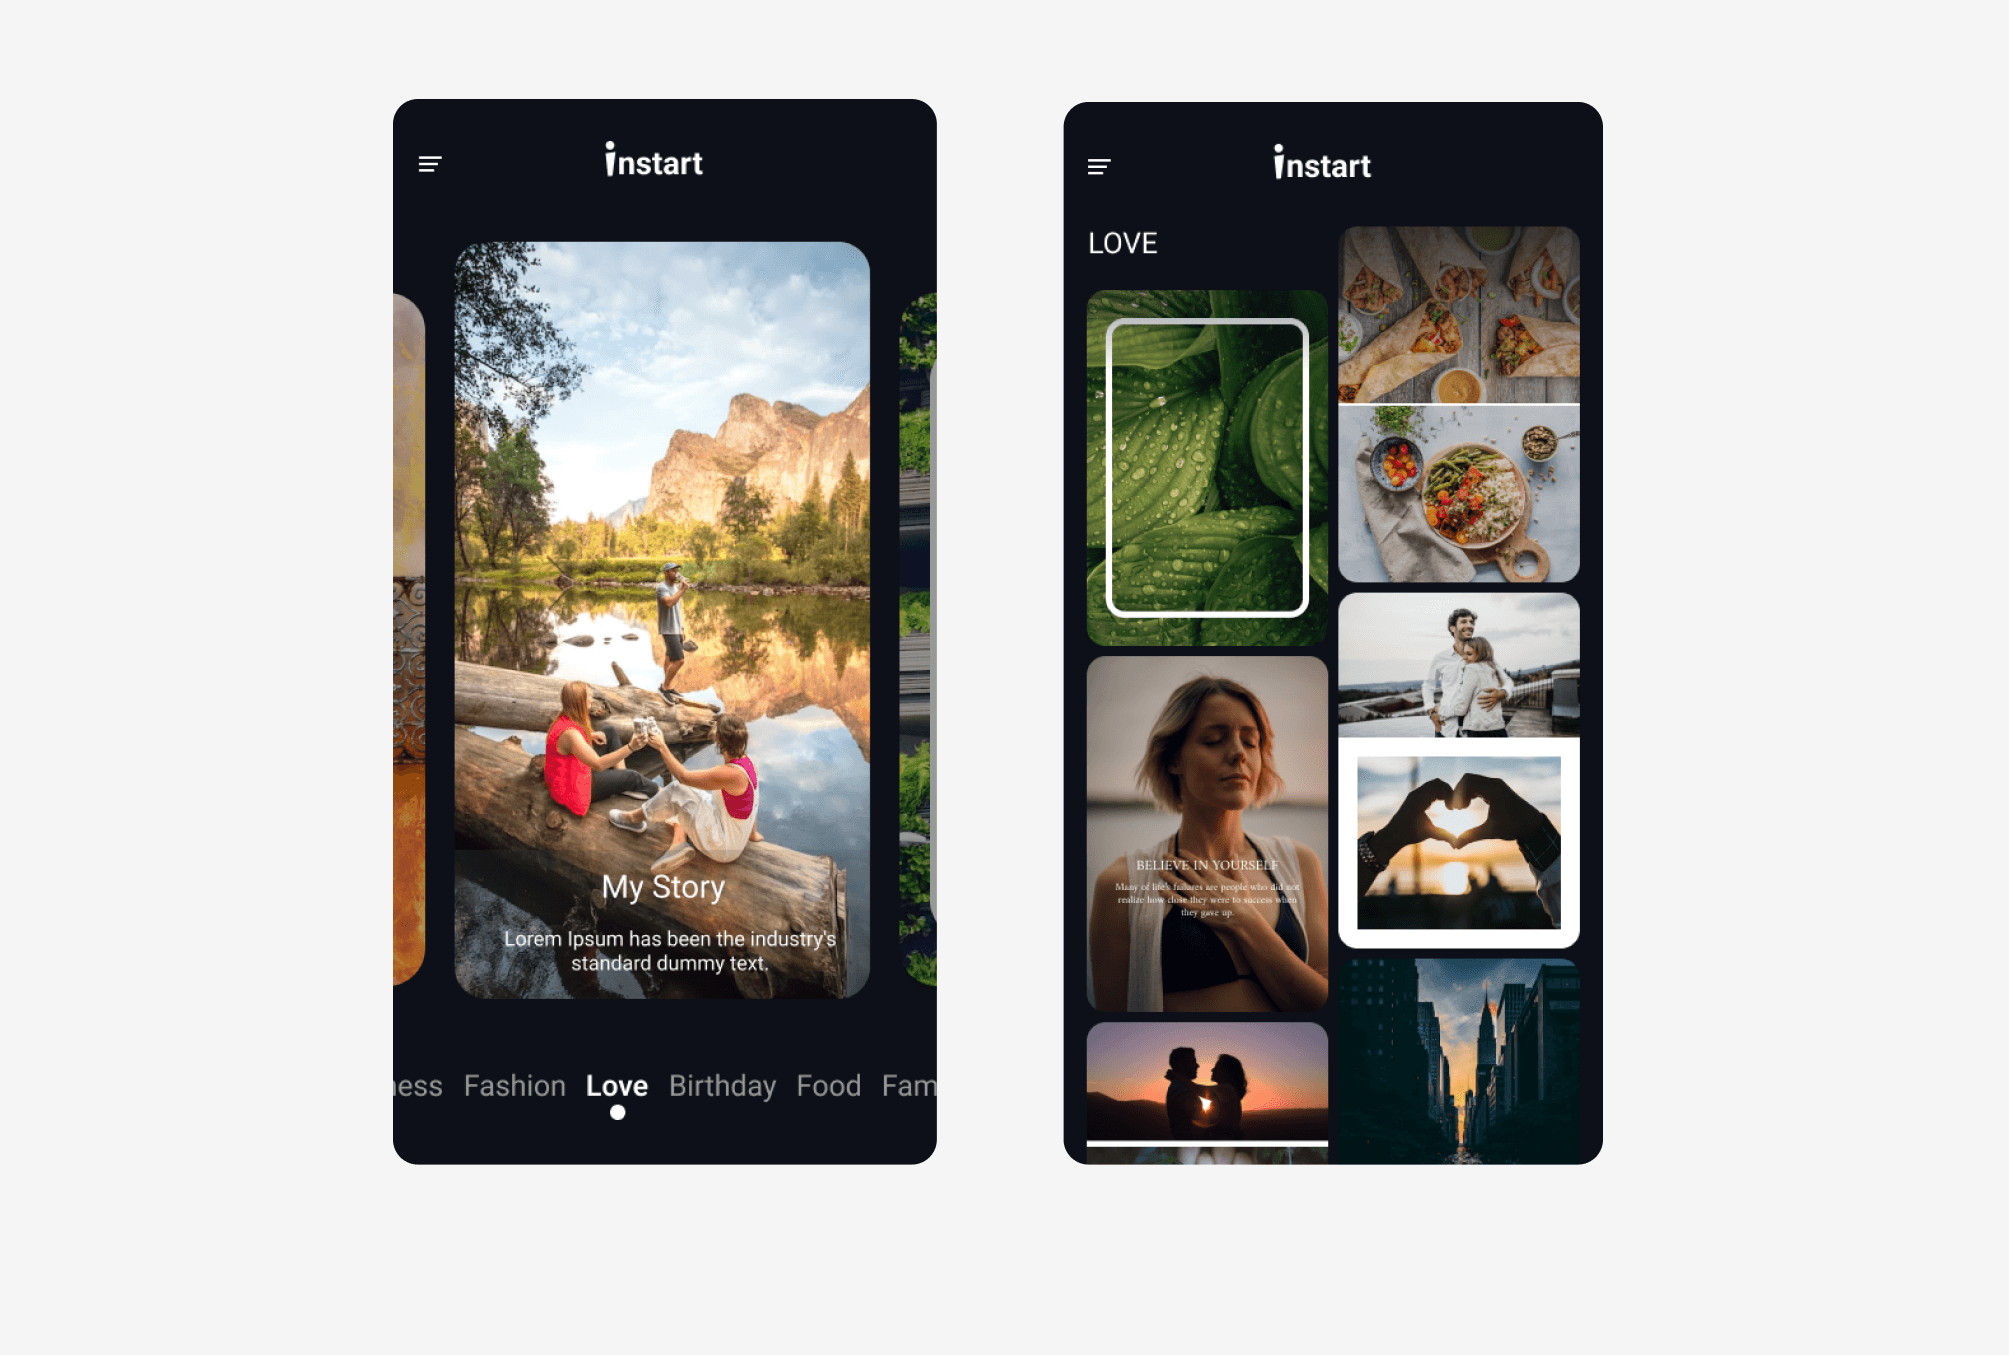 instart
My Story
Lorem Ipsum has been the industry's
standard dummy text.
Fashion Love Birthday Food
instart
LOVE
BELIEVE IN YOURSELF
Many of life's failures are people who did not
realize how close they were to success when
they gave up.